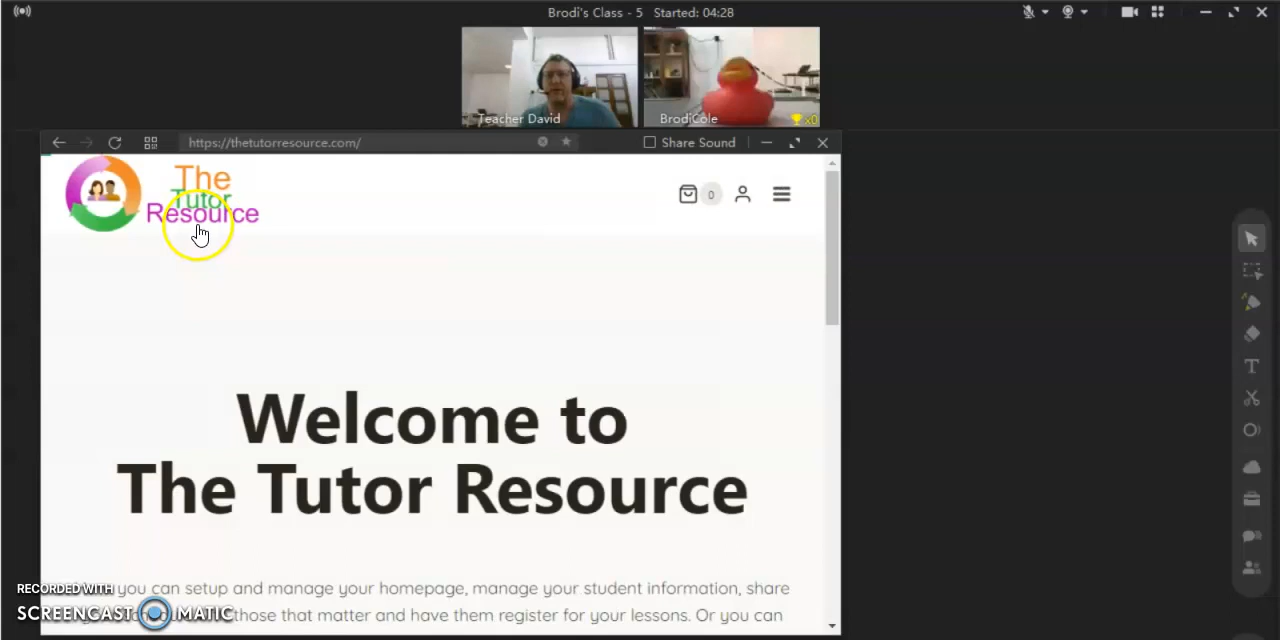 Brodi's Class - 5 Started: 04:28
Teacher David
BrodiCole
x0
https://thetutorresource.com/
Share Sound
The
Tutor
Resource
0
Welcome to
The Tutor Resource
you can setup and manage your homepage, manage your student information, share
those that matter and have them register for your lessons. Or you can
RECORDED WITH
SCREENCAST MATIC
T